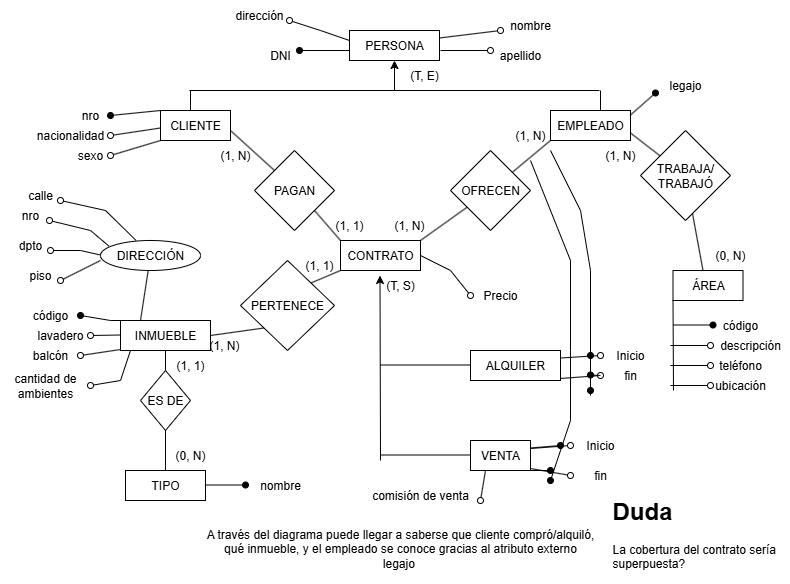 dirección
nombre
DNI
PERSONA
apellido
(T, E)
legajo
nro
CLIENTE
EMPLEADO
nacionalidad
(1, N)
sexo
(1, N)
(1, N)
TRABAJA/
TRABAJÓ
PAGAN
OFRECEN
calle
nro
(1, 1)
(1, N)
dpto
DIRECCIÓN
CONTRATO
(0, N)
(1, 1)
piso
(T, S)
ÁREA
Precio
PERTENECE
código
código
lavadero
INMUEBLE
(1, N)
descripción
balcón
Inicio
(1, 1)
ALQUILER
teléfono
fin
cantidad de
ambientes
ubicación
ES DE
Inicio
(0, N)
VENTA
fin
TIPO
nombre
comisión de venta
Duda
A través del diagrama puede llegar a saberse que cliente compró/alquiló,
qué inmueble, y el empleado se conoce gracias al atributo externo
legajo
La cobertura del contrato sería
superpuesta?